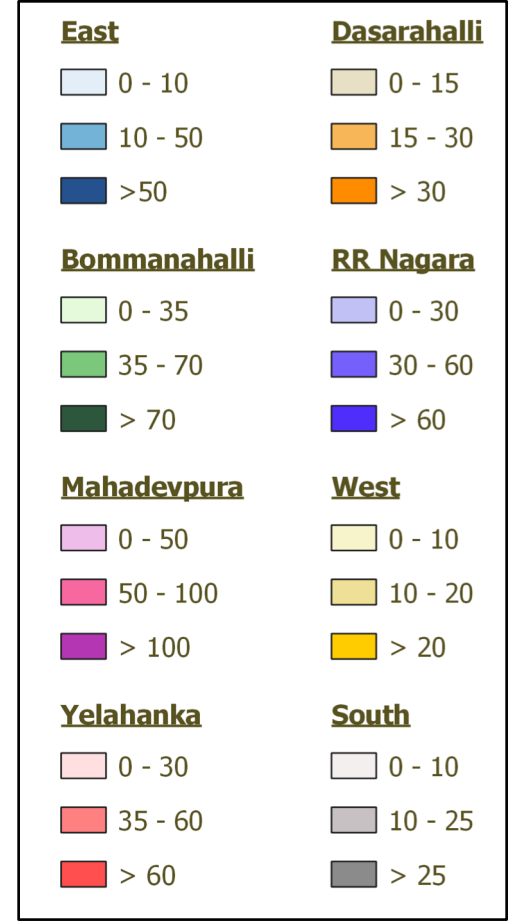 East
0 - 10
10 - 50
>50
Dasarahalli
0 - 15
15 - 30
> 30
Bommanahalli
0 - 35
35 - 70
> 70
RR Nagara
0 - 30
30 - 60
> 60
Mahadevpura
0 - 50
50 - 100
> 100
West
0 - 10
10 - 20
> 20
Yelahanka
0 - 30
35 - 60
> 60
South
0 - 10
10 - 25
> 25